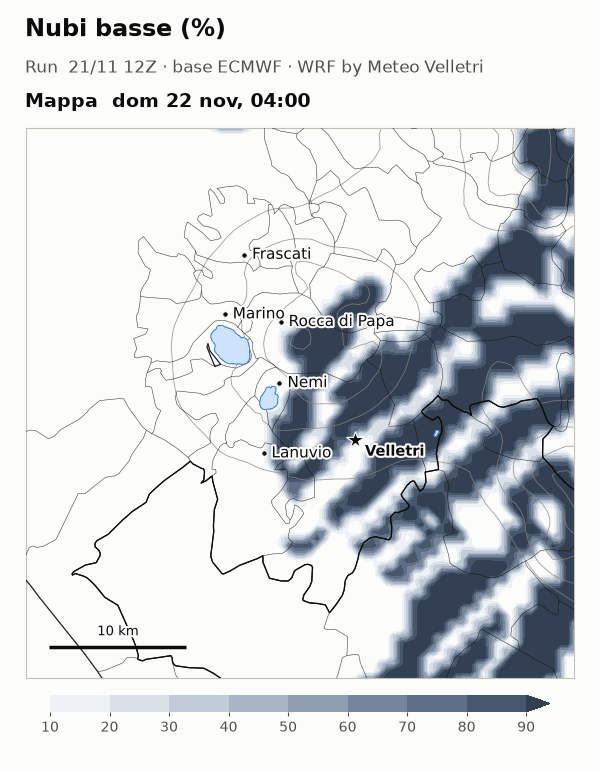 Nubi basse (%)
Run  21/11 12Z · base ECMWF · WRF by Meteo Velletri
Mappa  dom 22 nov, 04:00
Frascati
Marino
Rocca di Papa
Nemi
Velletri
Lanuvio
10 km
10 20 30 40 50 60 70 80 90